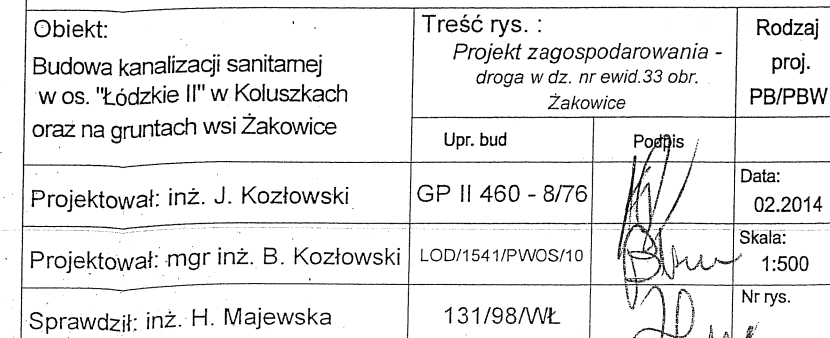 Obiekt:
Budowa kanalizacji sanitarnej
w os. "Łódzkie II" w Koluszkach
oraz na gruntach wsi Żakowice
Treść rys. :
Projekt zagospodarowania -
droga w dz. nr ewid.33 obr.
Żakowice
Rodzaj
proj.
PB/PBW
Upr. bud
Podpis
Projektował: inż. J. Kozłowski
GP II 460 - 8/76
Data:
02.2014
Projektował: mgr inż. B. Kozłowski
LOD/1541/PWOS/10
Skala:
1:500
Sprawdził: inż. H. Majewska
131/98/WŁ
Nr rys.